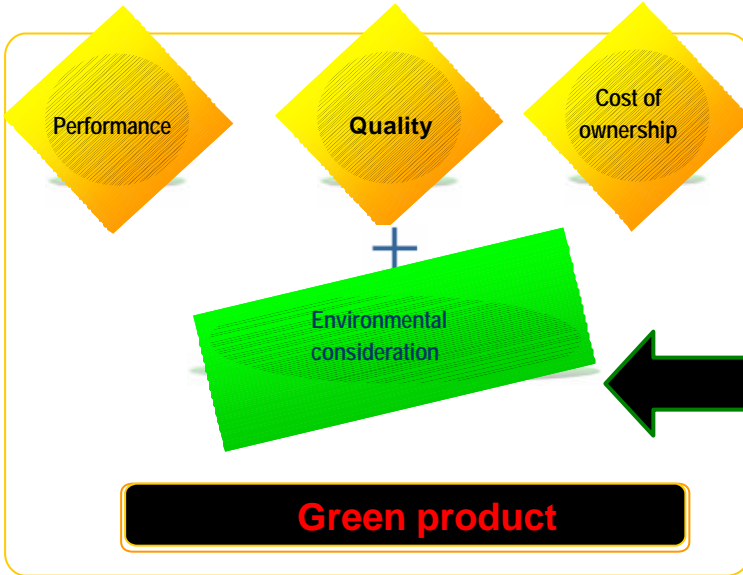 Performance
Quality
Cost of
ownership
+
Environmental
consideration
Green product